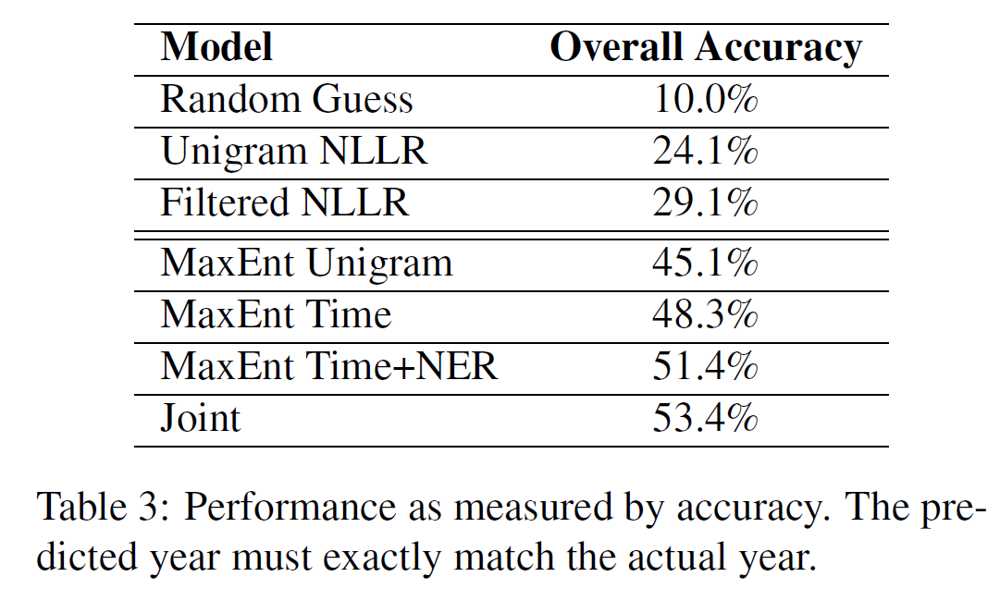 Model Overall Accuracy
Random Guess 10.0%
Unigram NLLR 24.1%
Filtered NLLR 29.1%
MaxEnt Unigram 45.1%
MaxEnt Time 48.3%
MaxEnt Time+NER 51.4%
Joint 53.4%
Table 3: Performance as measured by accuracy. The pre-
dicted year must exactly match the actual year.